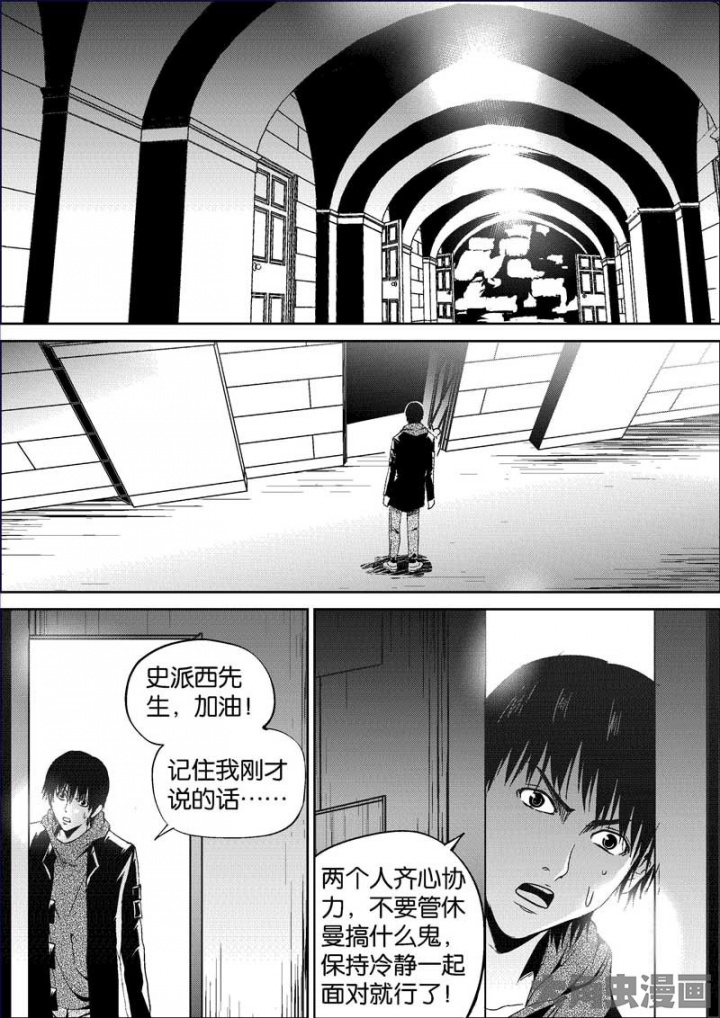 史派西先
生，加油！
记住我刚才
说的话……
两个人齐心协
力，不要管休
曼搞什么鬼，
保持冷静一起
面对就行了！
虫漫画